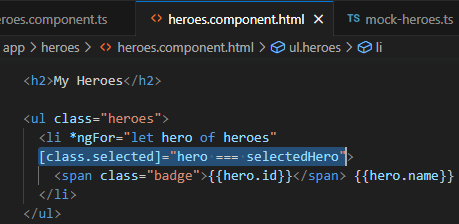 eroes.component.ts
<> heroes.component.html
TS mock-heroes.ts
app > heroes > <> heroes.component.html > ul.heroes > li
<h2>My Heroes</h2>
<ul class="heroes">
<li *ngFor="let hero of heroes"
[class.selected]="hero === selectedHero">
<span class="badge">{{hero.id}}</span> {{hero.name}}
</li>
</ul>